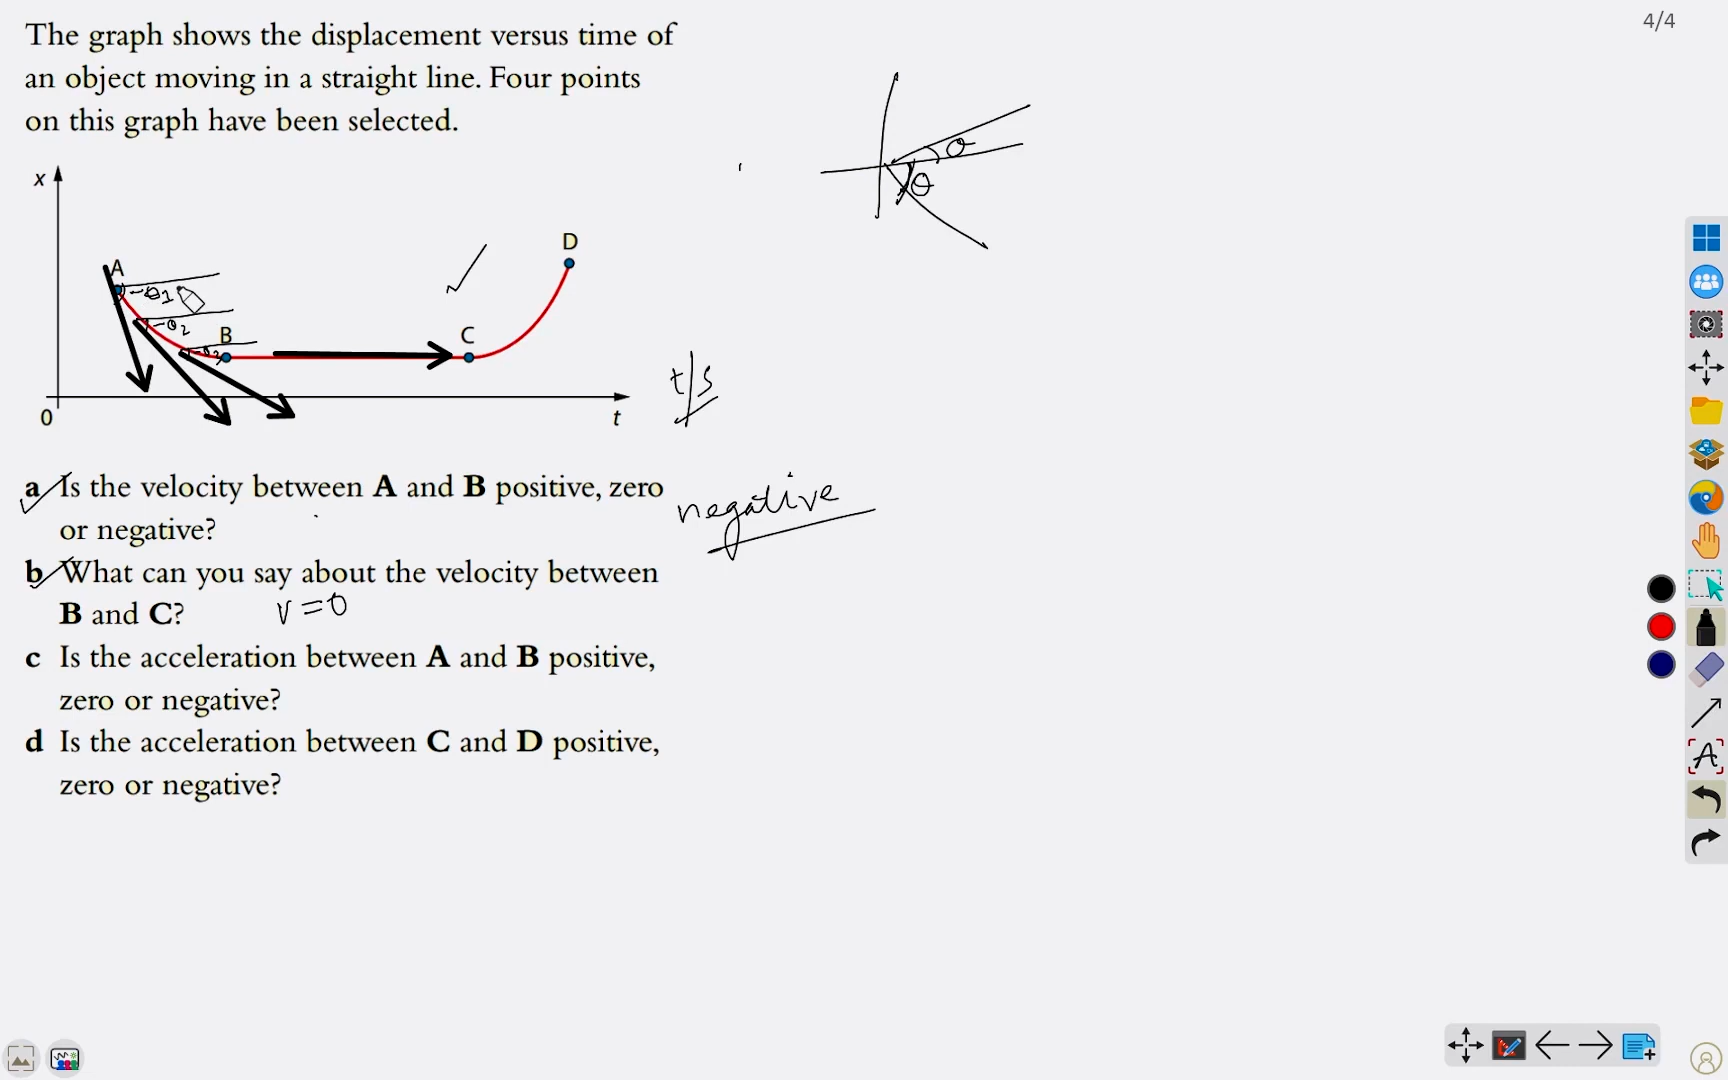 4/4
The graph shows the displacement versus time of
an object moving in a straight line. Four points
on this graph have been selected.
x
θ
θ
D
A
-θ1
-θ2
B
C
t/s
0
t
a Is the velocity between A and B positive, zero
or negative?
negative
b What can you say about the velocity between
B and C?
v=0
c Is the acceleration between A and B positive,
zero or negative?
d Is the acceleration between C and D positive,
zero or negative?